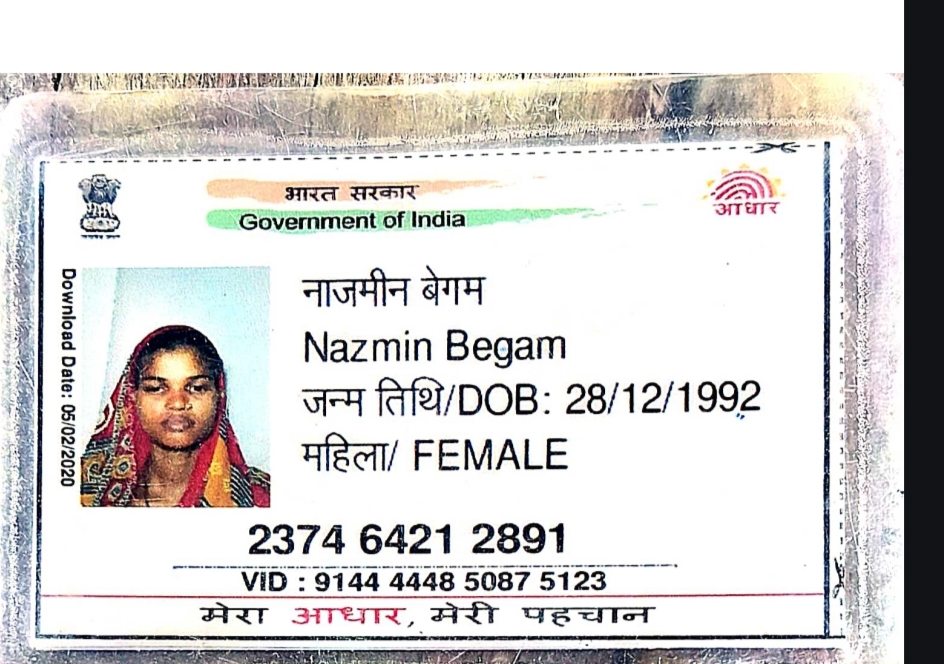 भारत सरकार
Government of India
आधार
Download Date: 05/02/2020
नाजमीन बेगम
Nazmin Begam
जन्म तिथि/DOB: 28/12/1992
महिला/ FEMALE
2374 6421 2891
VID : 9144 4448 5087 5123
मेरा आधार, मेरी पहचान